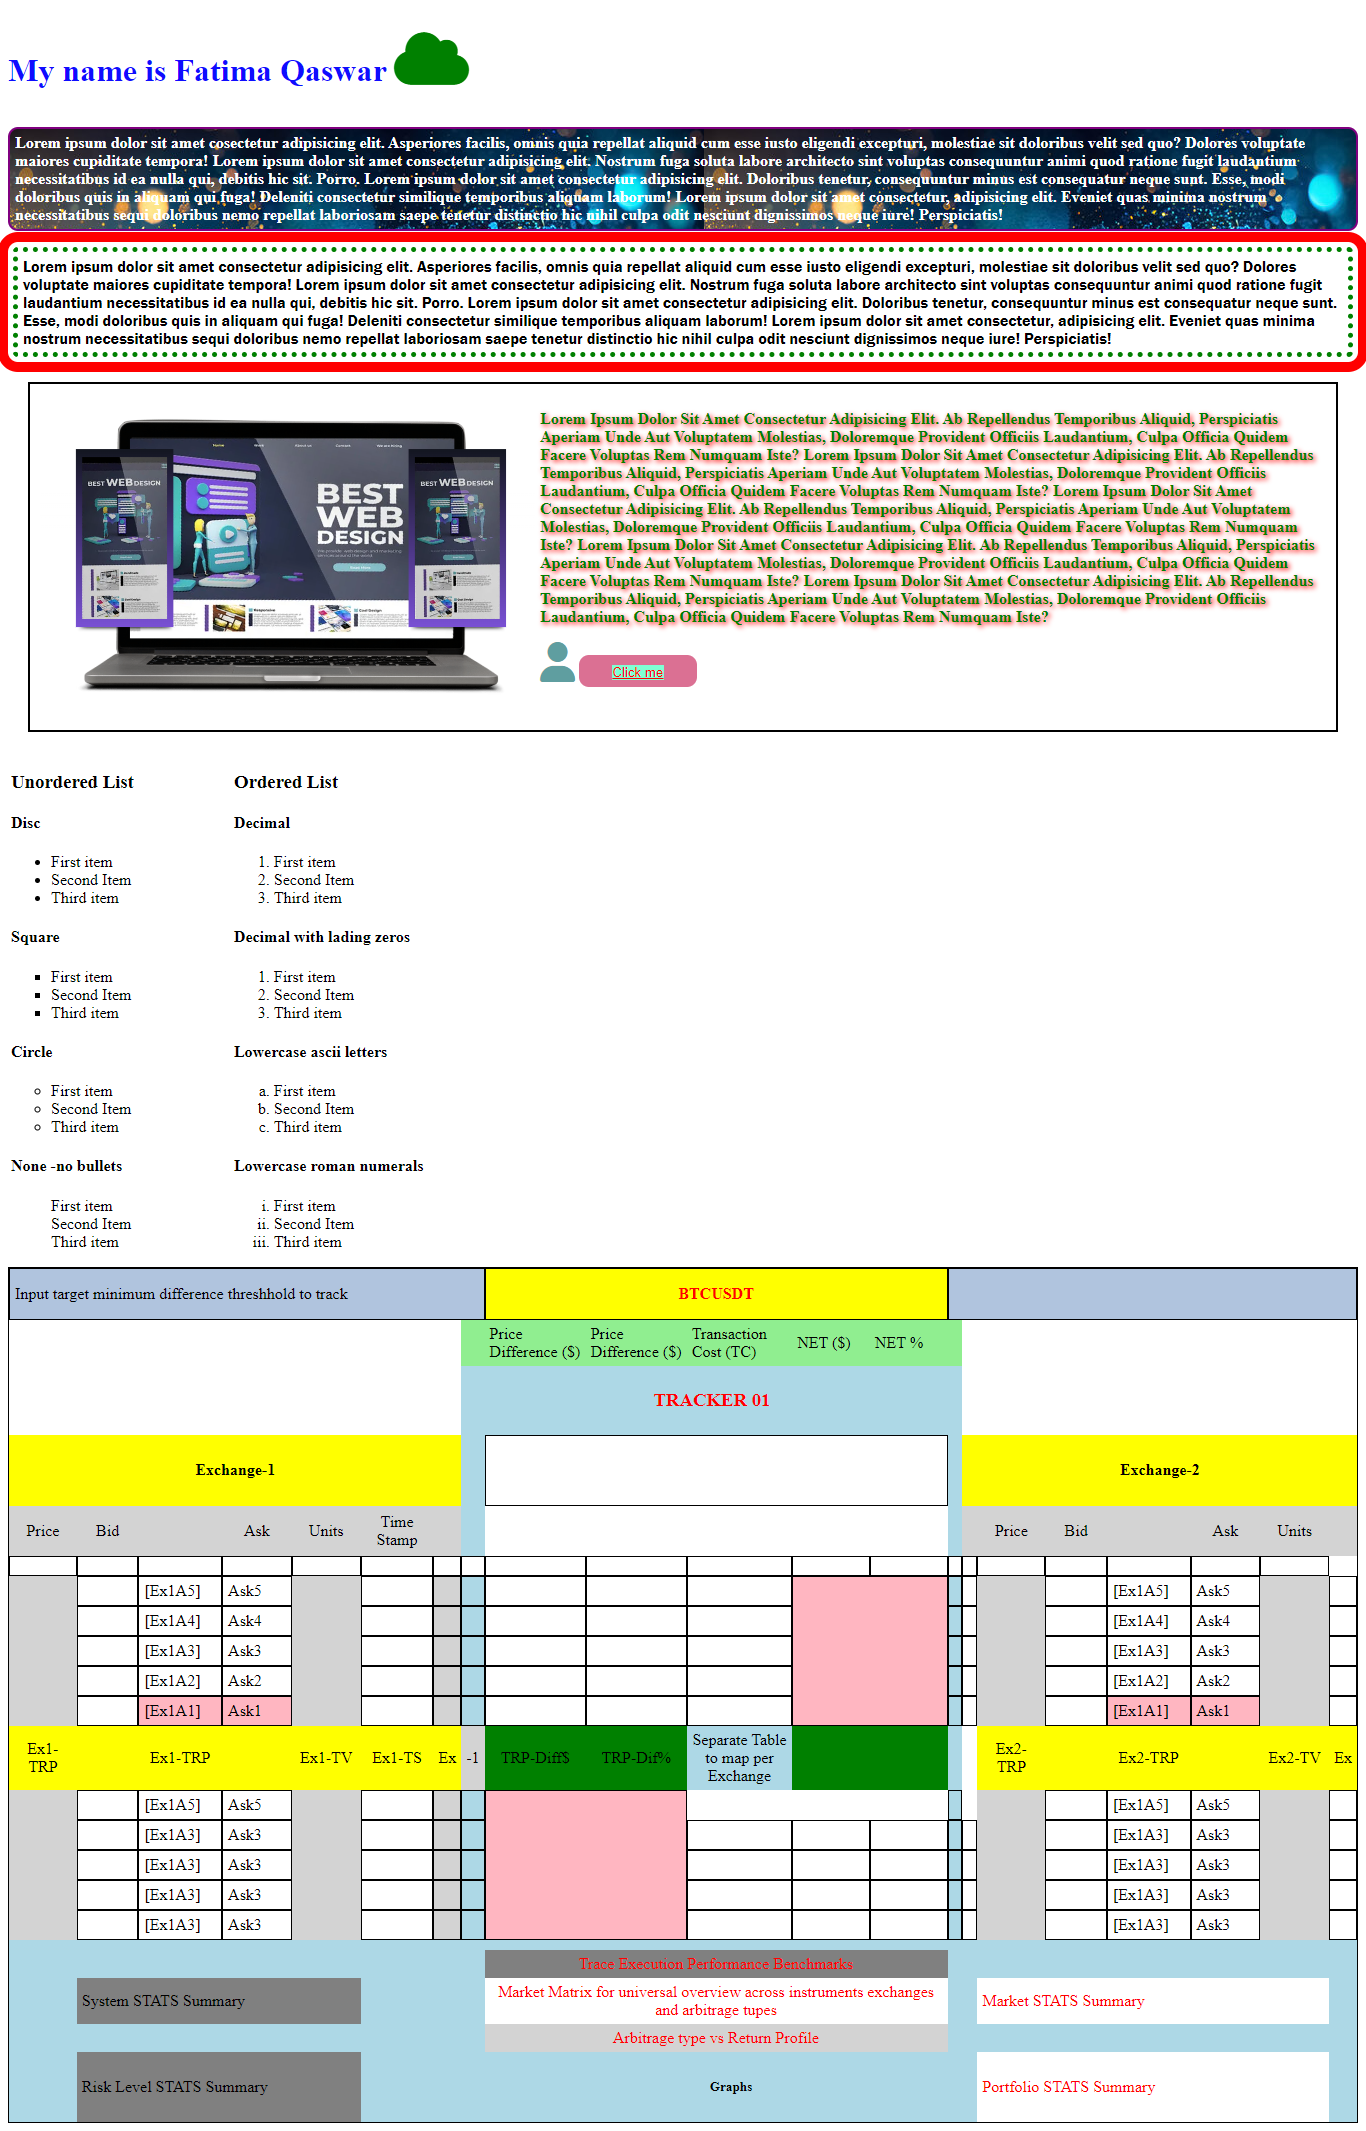 My name is Fatima Qaswar
Lorem ipsum dolor sit amet cosectetur adipisicing elit. Asperiores facilis, omnis quia repellat aliquid cum esse iusto eligendi excepturi, molestiae sit doloribus velit sed quo? Dolores voluptate
maiores cupiditate tempora! Lorem ipsum dolor sit amet consectetur adipisicing elit. Nostrum fuga soluta labore architecto sint voluptas consequuntur animi quod ratione fugit laudantium
necessitatibus id ea nulla qui, debitis hic sit. Porro. Lorem ipsum dolor sit amet consectetur adipisicing elit. Doloribus tenetur, consequuntur minus est consequatur neque sunt. Esse, modi
doloribus quis in aliquam qui fuga! Deleniti consectetur similique temporibus aliquam laborum! Lorem ipsum dolor sit amet consectetur, adipisicing elit. Eveniet quas minima nostrum
necessitatibus sequi doloribus nemo repellat laboriosam saepe tenetur distinctio hic nihil culpa odit nesciunt dignissimos neque iure! Perspiciatis!
Lorem ipsum dolor sit amet consectetur adipisicing elit. Asperiores facilis, omnis quia repellat aliquid cum esse iusto eligendi excepturi, molestiae sit doloribus velit sed quo? Dolores
voluptate maiores cupiditate tempora! Lorem ipsum dolor sit amet consectetur adipisicing elit. Nostrum fuga soluta labore architecto sint voluptas consequuntur animi quod ratione fugit
laudantium necessitatibus id ea nulla qui, debitis hic sit. Porro. Lorem ipsum dolor sit amet consectetur adipisicing elit. Doloribus tenetur, consequuntur minus est consequatur neque sunt.
Esse, modi doloribus quis in aliquam qui fuga! Deleniti consectetur similique temporibus aliquam laborum! Lorem ipsum dolor sit amet consectetur, adipisicing elit. Eveniet quas minima
nostrum necessitatibus sequi doloribus nemo repellat laboriosam saepe tenetur distinctio hic nihil culpa odit nesciunt dignissimos neque iure! Perspiciatis!
BEST WEB DESIGN
BEST
WEB
DESIGN
BEST WEB DESIGN
Lorem Ipsum Dolor Sit Amet Consectetur Adipisicing Elit. Ab Repellendus Temporibus Aliquid, Perspiciatis
Aperiam Unde Aut Voluptatem Molestias, Doloremque Provident Officiis Laudantium, Culpa Officia Quidem
Facere Voluptas Rem Numquam Iste? Lorem Ipsum Dolor Sit Amet Consectetur Adipisicing Elit. Ab Repellendus
Temporibus Aliquid, Perspiciatis Aperiam Unde Aut Voluptatem Molestias, Doloremque Provident Officiis
Laudantium, Culpa Officia Quidem Facere Voluptas Rem Numquam Iste? Lorem Ipsum Dolor Sit Amet
Consectetur Adipisicing Elit. Ab Repellendus Temporibus Aliquid, Perspiciatis Aperiam Unde Aut Voluptatem
Molestias, Doloremque Provident Officiis Laudantium, Culpa Officia Quidem Facere Voluptas Rem Numquam
Iste? Lorem Ipsum Dolor Sit Amet Consectetur Adipisicing Elit. Ab Repellendus Temporibus Aliquid, Perspiciatis
Aperiam Unde Aut Voluptatem Molestias, Doloremque Provident Officiis Laudantium, Culpa Officia Quidem
Facere Voluptas Rem Numquam Iste? Lorem Ipsum Dolor Sit Amet Consectetur Adipisicing Elit. Ab Repellendus
Temporibus Aliquid, Perspiciatis Aperiam Unde Aut Voluptatem Molestias, Doloremque Provident Officiis
Laudantium, Culpa Officia Quidem Facere Voluptas Rem Numquam Iste?
Click me
Unordered List
Disc
First item
Second Item
Third item
Square
First item
Second Item
Third item
Circle
First item
Second Item
Third item
None -no bullets
First item
Second Item
Third item
Ordered List
Decimal
1. First item
2. Second Item
3. Third item
Decimal with lading zeros
1. First item
2. Second Item
3. Third item
Lowercase ascii letters
a. First item
b. Second Item
c. Third item
Lowercase roman numerals
i. First item
ii. Second Item
iii. Third item
Input target minimum difference threshhold to track BTCUSDT
Price Difference ($) Price Difference ($) Transaction Cost (TC) NET ($) NET %
TRACKER 01
Exchange-1 Exchange-2
Price Bid Ask Units Time Stamp Price Bid Ask Units
[Ex1A5] Ask5 [Ex1A5] Ask5
[Ex1A4] Ask4 [Ex1A4] Ask4
[Ex1A3] Ask3 [Ex1A3] Ask3
[Ex1A2] Ask2 [Ex1A2] Ask2
[Ex1A1] Ask1 [Ex1A1] Ask1
Ex1-TRP Ex1-TRP Ex1-TV Ex1-TS Ex -1 TRP-Diff$ TRP-Dif% Separate Table to map per Exchange Ex2-TRP Ex2-TRP Ex2-TV Ex
[Ex1A5] Ask5 [Ex1A5] Ask5
[Ex1A3] Ask3 [Ex1A3] Ask3
[Ex1A3] Ask3 [Ex1A3] Ask3
[Ex1A3] Ask3 [Ex1A3] Ask3
[Ex1A3] Ask3 [Ex1A3] Ask3
Trace Execution Performance Benchmarks
System STATS Summary Market Matrix for universal overview across instruments exchanges and arbitrage tupes Market STATS Summary
Arbitrage type vs Return Profile
Risk Level STATS Summary Graphs Portfolio STATS Summary